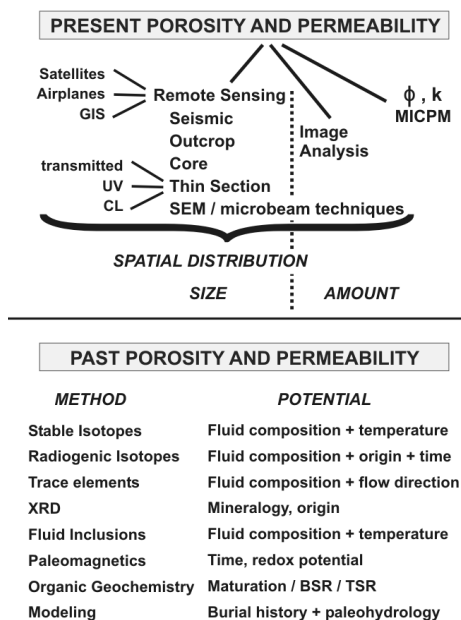 PRESENT POROSITY AND PERMEABILITY
Satellites
Airplanes
GIS
Remote Sensing
Seismic
Outcrop
Core
transmitted
UV
CL
Thin Section
SEM / microbeam techniques
Image
Analysis
ϕ , k
MICPM
SPATIAL DISTRIBUTION
SIZE AMOUNT
PAST POROSITY AND PERMEABILITY
METHOD POTENTIAL
Stable Isotopes Fluid composition + temperature
Radiogenic Isotopes Fluid composition + origin + time
Trace elements Fluid composition + flow direction
XRD Mineralogy, origin
Fluid Inclusions Fluid composition + temperature
Paleomagnetics Time, redox potential
Organic Geochemistry Maturation / BSR / TSR
Modeling Burial history + paleohydrology